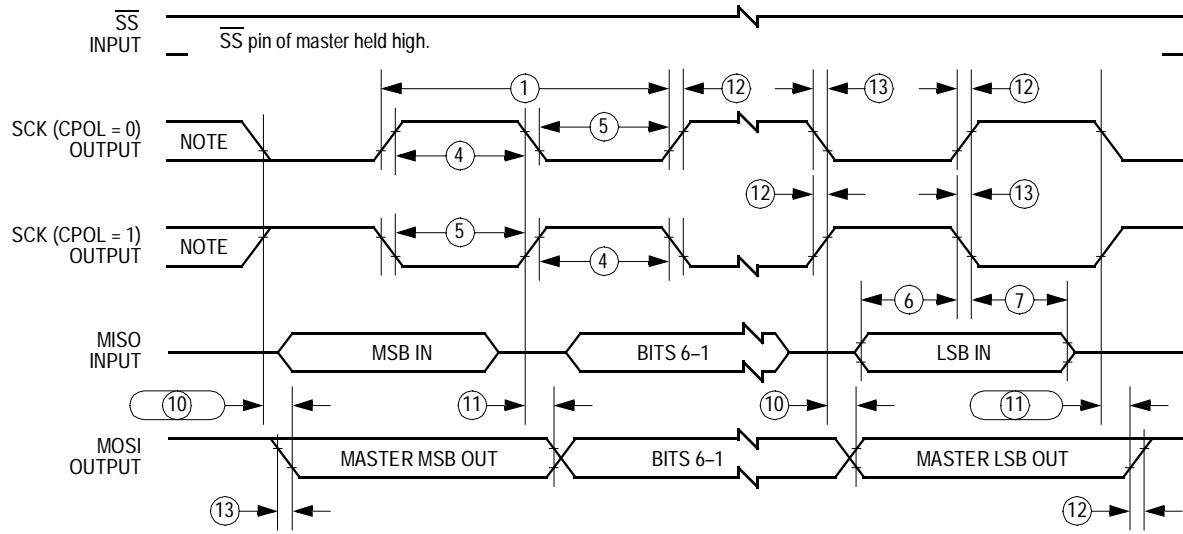 SS
INPUT
SS pin of master held high.
1
12
13
12
SCK (CPOL = 0)
OUTPUT
NOTE
5
4
12
13
SCK (CPOL = 1)
OUTPUT
NOTE
5
4
6
7
MISO
INPUT
MSB IN
BITS 6–1
LSB IN
10
11
10
11
MOSI
OUTPUT
MASTER MSB OUT
BITS 6–1
MASTER LSB OUT
13
12